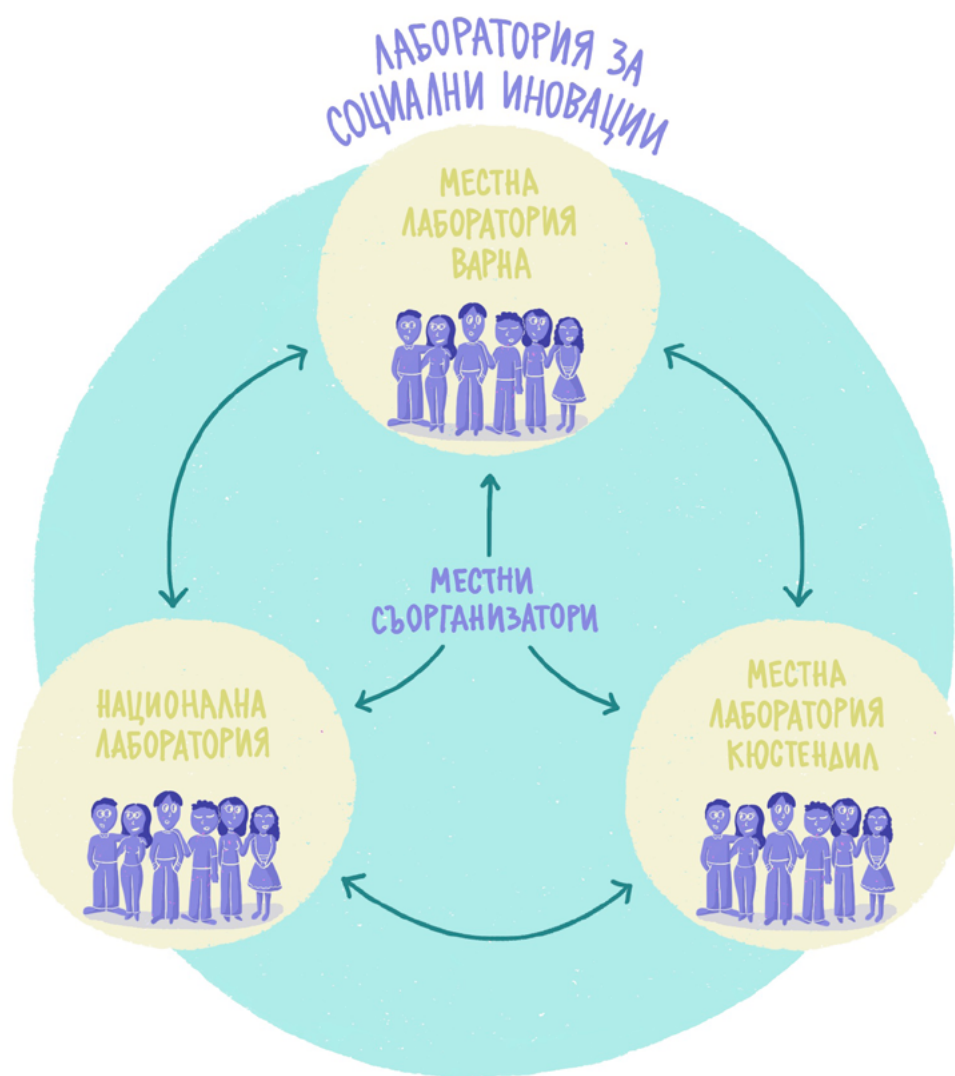 ЛАБОРАТОРИЯ ЗА
СОЦИАЛНИ ИНОВАЦИИ
МЕСТНА
ЛАБОРАТОРИЯ
ВАРНА
МЕСТНИ
СЪОРГАНИЗАТОРИ
НАЦИОНАЛНА
ЛАБОРАТОРИЯ
МЕСТНА
ЛАБОРАТОРИЯ
КЮСТЕНДИЛ